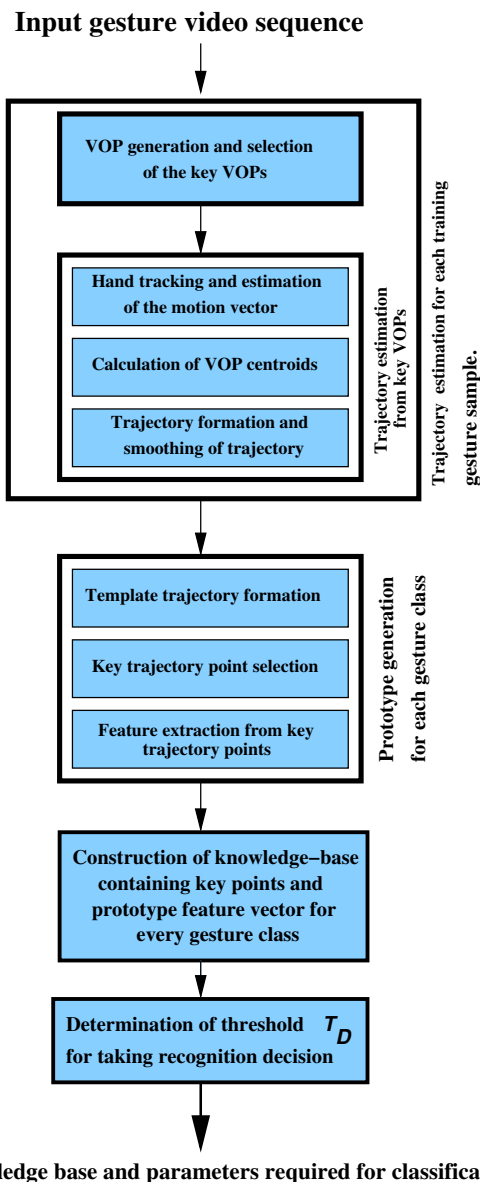 Input gesture video sequence
VOP generation and selection
of the key VOPs
Hand tracking and estimation
of the motion vector
Calculation of VOP centroids
Trajectory formation and
smoothing of trajectory
Trajectory estimation
from key VOPs
Trajectory estimation for each training
gesture sample.
Template trajectory formation
Key trajectory point selection
Feature extraction from key
trajectory points
Prototype generation
for each gesture class
Construction of knowledge−base
containing key points and
prototype feature vector for
every gesture class
Determination of threshold T_D
for taking recognition decision
base and parameters required for